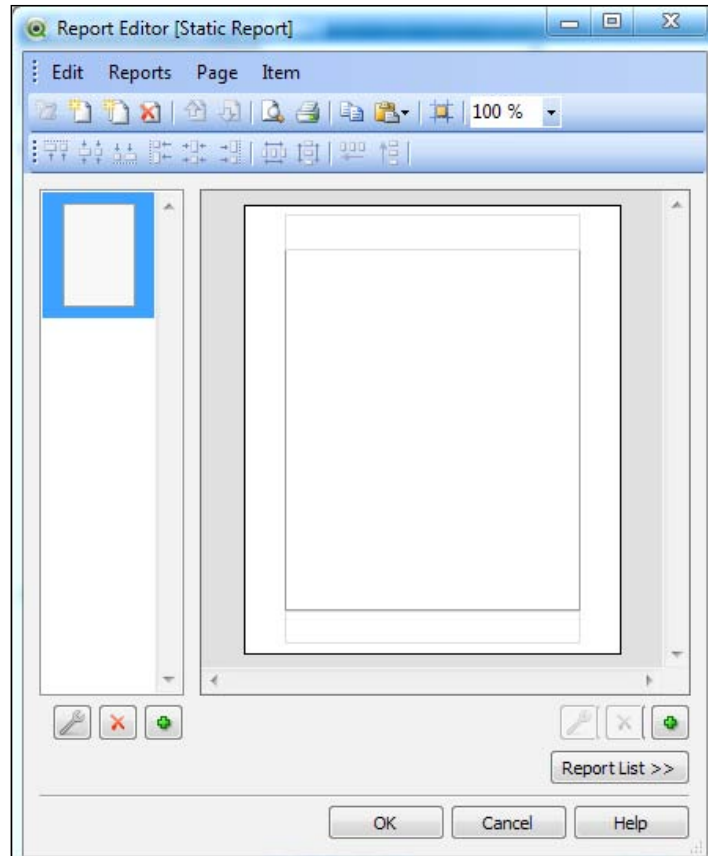 Report Editor [Static Report]
Edit Reports Page Item
100 %
Report List >>
OK Cancel Help